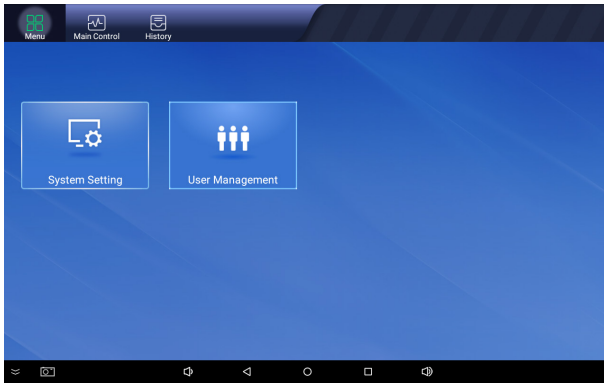 Menu
Main Control
History
System Setting
User Management